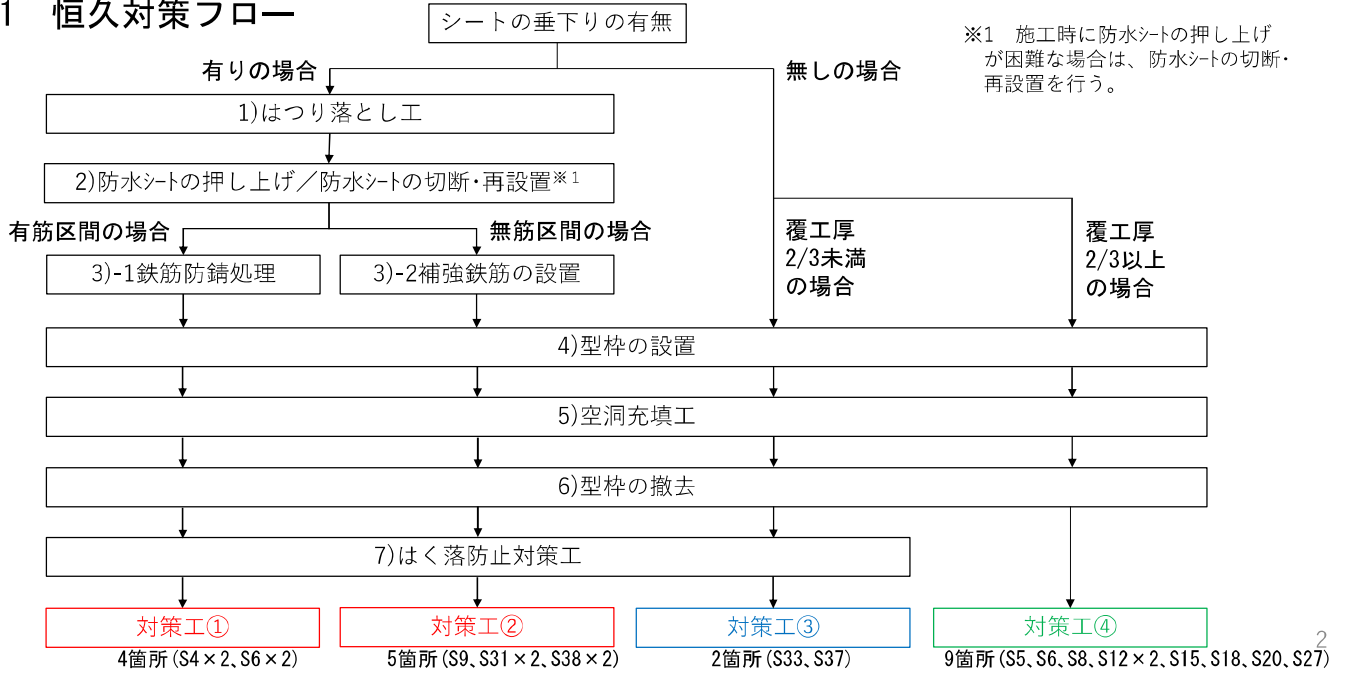 1 恒久対策フロー
シートの垂下りの有無
※1 施工時に防水シートの押し上げ
が困難な場合は、防水シートの切断・
再設置を行う。
有りの場合
無しの場合
1)はつり落とし工
2)防水シートの押し上げ／防水シートの切断・再設置※1
有筋区間の場合
無筋区間の場合
覆工厚
2/3未満
の場合
覆工厚
2/3以上
の場合
3)-1鉄筋防錆処理
3)-2補強鉄筋の設置
4)型枠の設置
5)空洞充填工
6)型枠の撤去
7)はく落防止対策工
対策工①
対策工②
対策工③
対策工④
4箇所(S4×2、S6×2)
5箇所(S9、S31×2、S38×2)
2箇所(S33、S37)
9箇所(S5、S6、S8、S12×2、S15、S18、S20、S27)
2